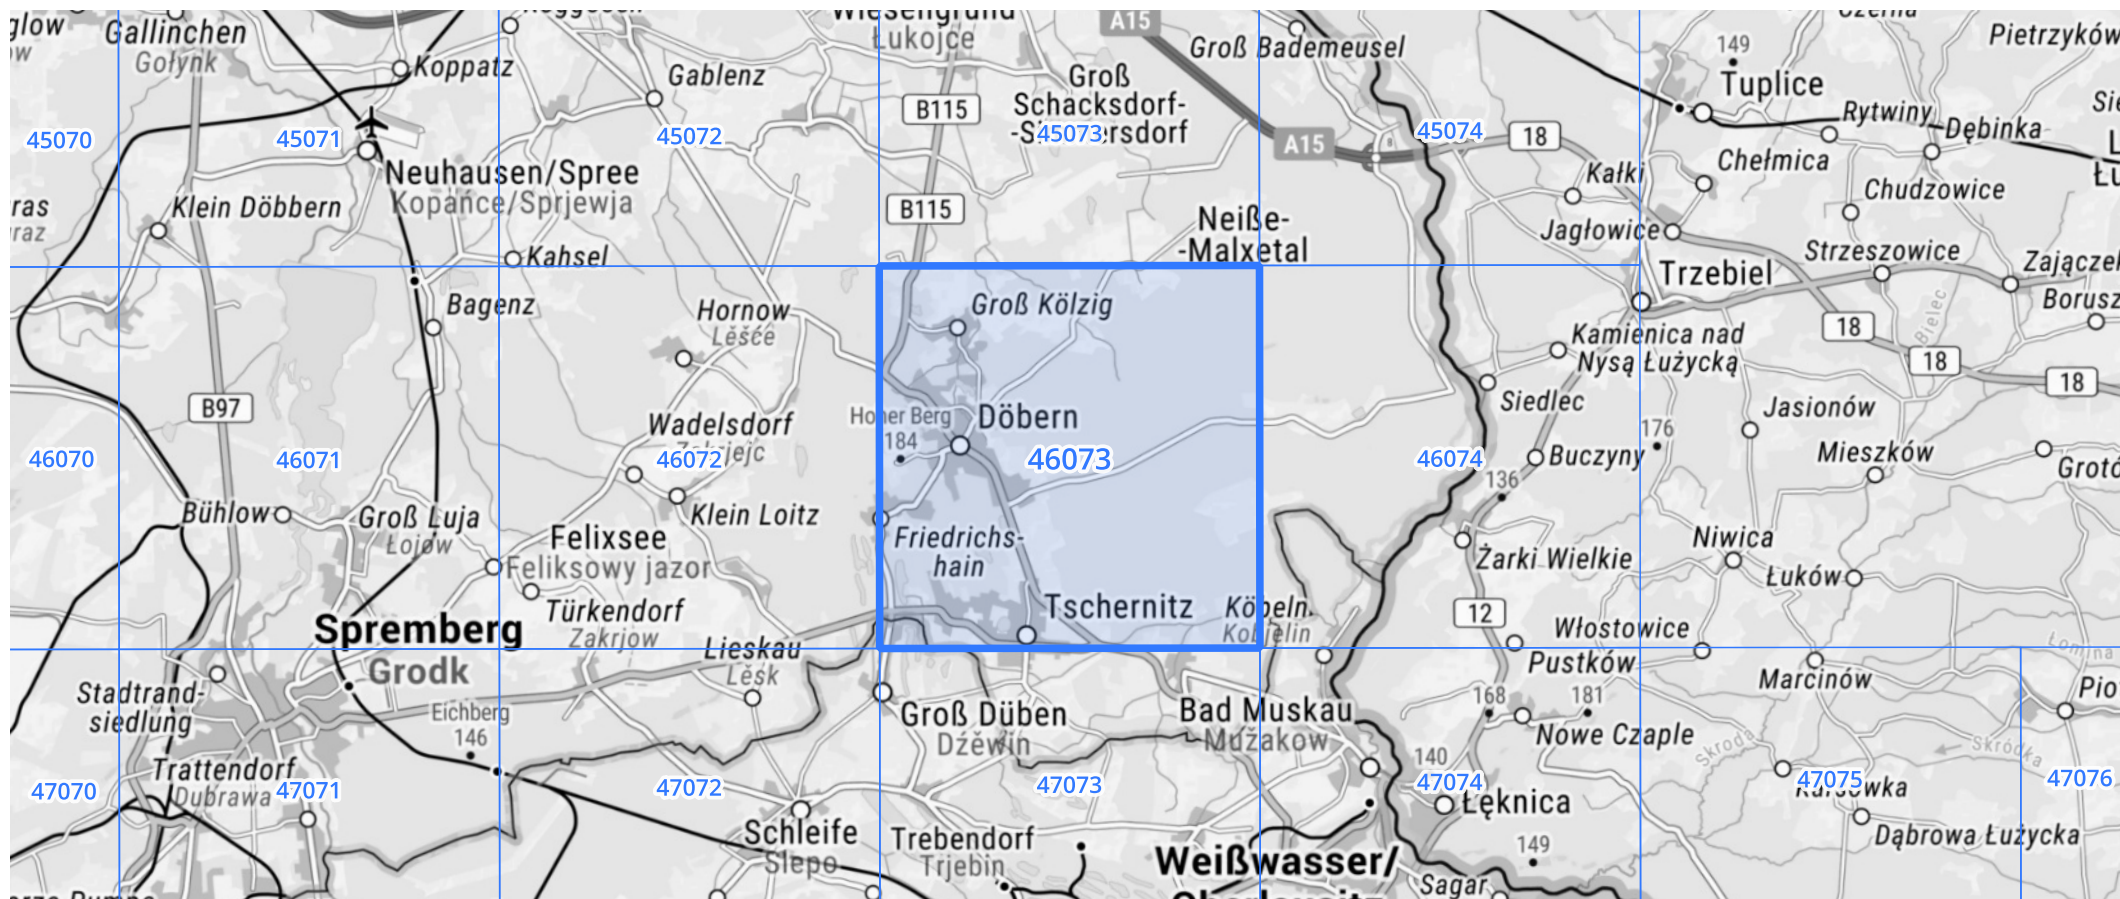 Gallinchen
Gołynk
Koppatz
Gablenz
Łukojce
A15
Groß Bademeusel
149
Pietrzyków
Tuplice
B115
Groß
Schacksdorf-
45070
45071
45072
45073
45074
A15
18
Rytwiny
Dębinka
Neuhausen/Spree
Kopańce/Sprjewja
Chełmica
Kałki
Chudzowice
Klein Döbbern
B115
Neiße-
-Malxetal
Jagłowice
Strzeszowice
Kahsel
Trzebiel
Bagenz
Hornow
Lěšće
Groß Kölzig
18
Bielec
Kamienica nad
Nysą Łużycką
18
18
B97
Siedlec
Wadelsdorf
Döbern
184
176
Jasionów
Mieszków
46070
46071
46072
46073
46074
Buczyny
136
Bühlow
Groß Luja
Łojow
Klein Loitz
Felixsee
Feliksowy jazor
Friedrichs-
hain
Żarki Wielkie
Niwica
Łuków
Türkendorf
Zakrjow
Tschernitz
Köbeln
12
Włostowice
Spremberg
Grodk
Lieskau
Lěsk
Pustków
Łomina
Marcinów
Stadtrand-
siedlung
Eichberg
146
Groß Düben
Dźěwin
Bad Muskau
Mužakow
168
181
Nowe Czaple
Skroda
Skródka
140
Trattendorf
Dubrawa
47070
47071
47072
47073
47074
47075
47076
Łęknica
Schleife
Slepo
Trebendorf
Trjebin
Weißwasser/
149
Dąbrowa Łużycka
Sagar